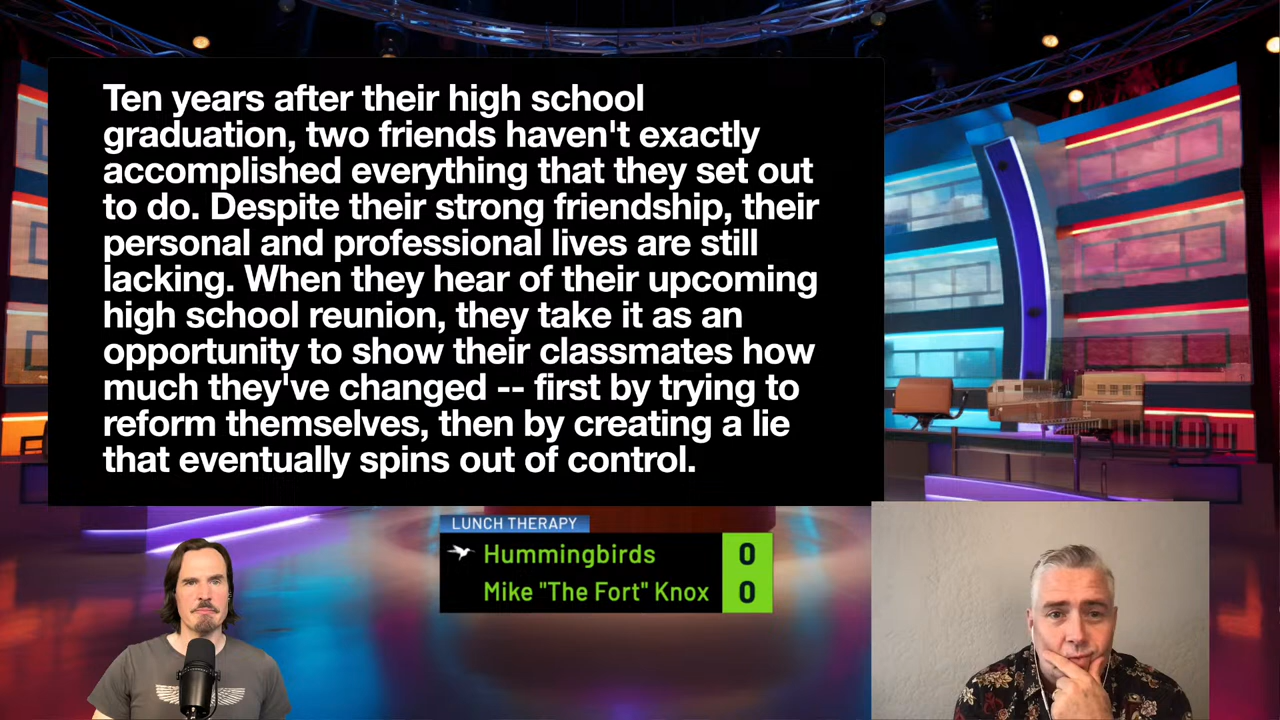 Ten years after their high school
graduation, two friends haven't exactly
accomplished everything that they set out
to do. Despite their strong friendship, their
personal and professional lives are still
lacking. When they hear of their upcoming
high school reunion, they take it as an
opportunity to show their classmates how
much they've changed -- first by trying to
reform themselves, then by creating a lie
that eventually spins out of control.
LUNCH THERAPY
Hummingbirds 0
Mike "The Fort" Knox 0